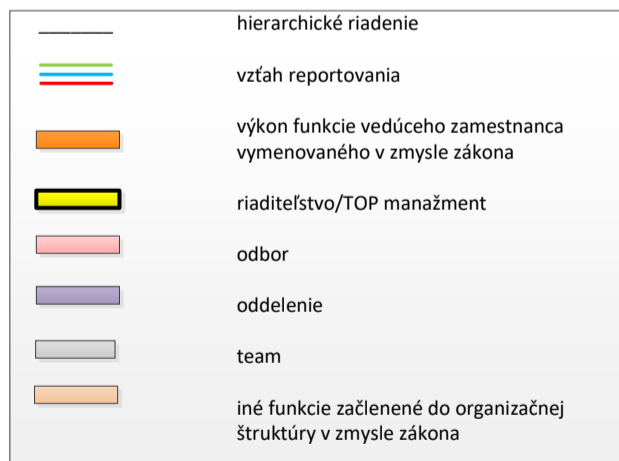 hierarchické riadenie
vzťah reportovania
výkon funkcie vedúceho zamestnanca
vymenovaného v zmysle zákona
riaditeľstvo/TOP manažment
odbor
oddelenie
team
iné funkcie začlenené do organizačnej
štruktúry v zmysle zákona